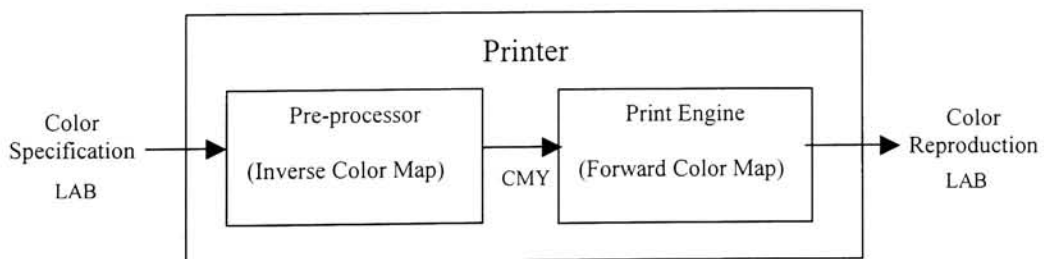 Printer
Color
Specification
LAB
Pre-processor
(Inverse Color Map)
CMY
Print Engine
(Forward Color Map)
Color
Reproduction
LAB